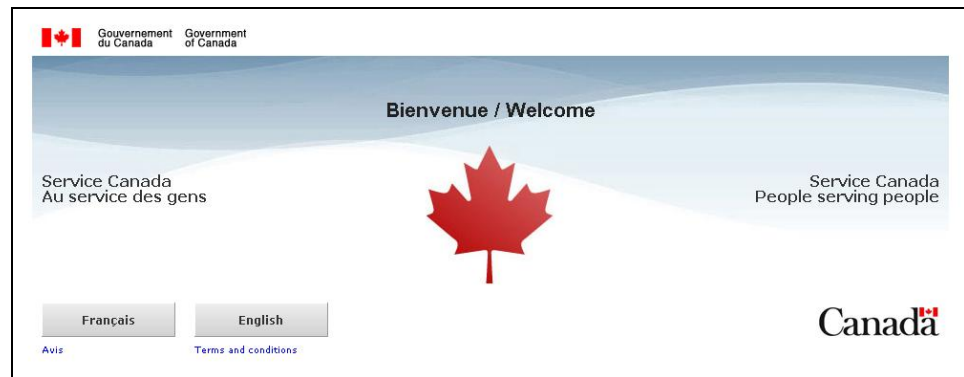 Gouvernement du Canada
Government of Canada
Bienvenue / Welcome
Service Canada
Au service des gens
Service Canada
People serving people
Français
English
Avis
Terms and conditions
Canada